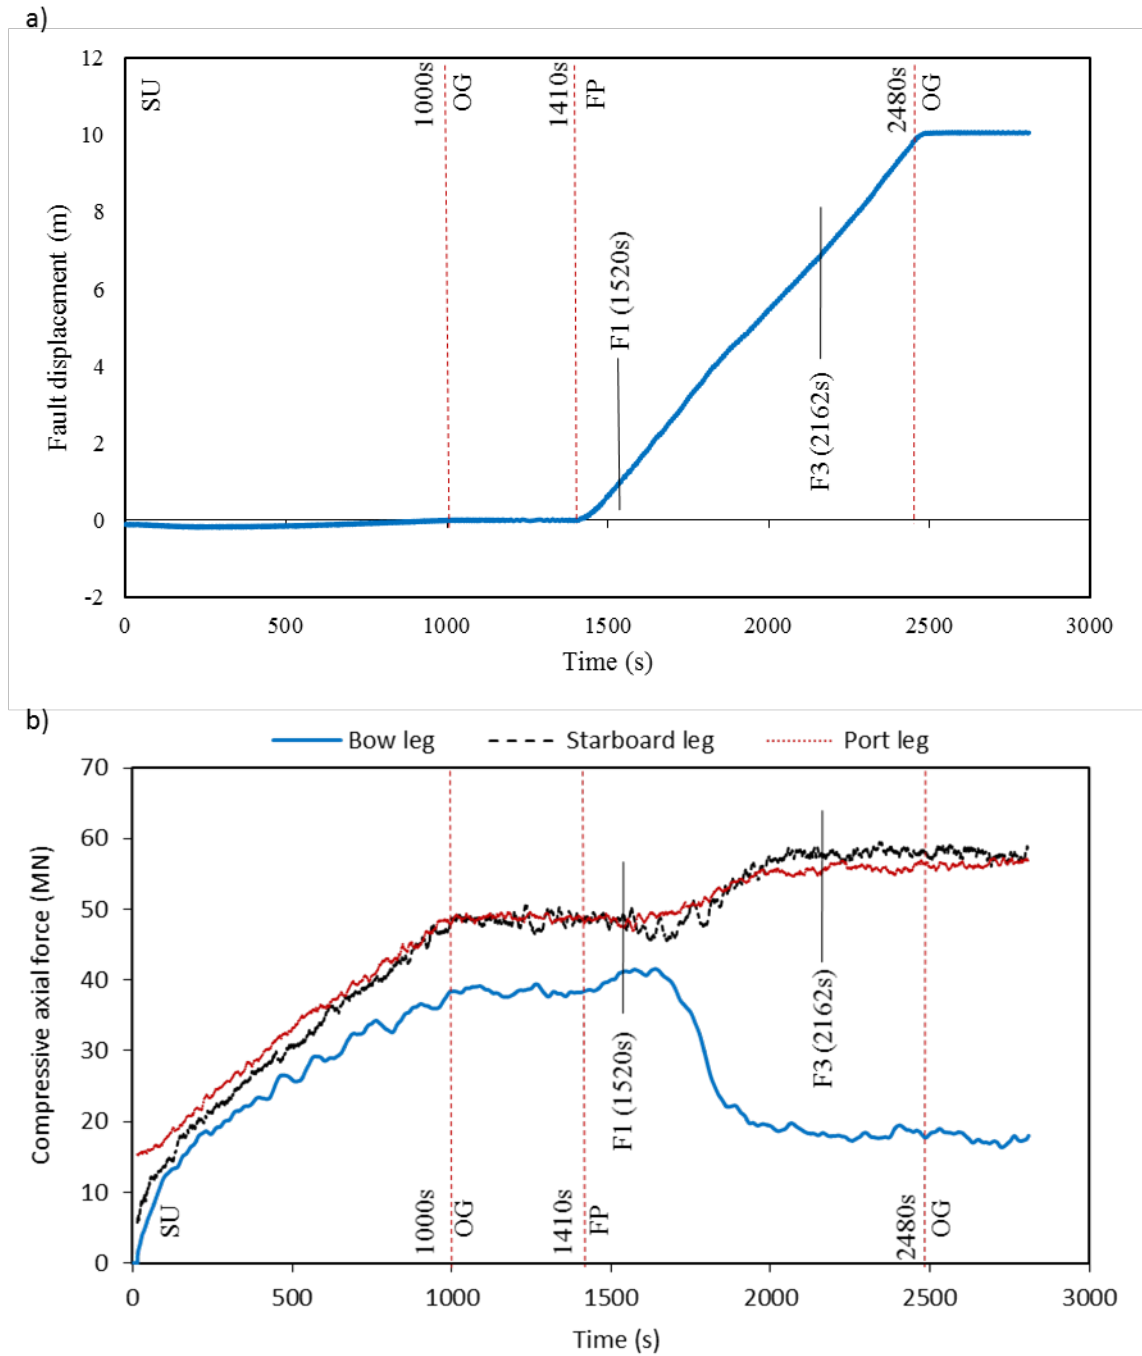 a)
12
10
8
6
4
2
0
-2
Fault displacement (m)
SU
1000s
OG
1410s
FP
F1 (1520s)
F3 (2162s)
2480s
OG
0
500
1000
1500
2000
2500
3000
Time (s)
b)
Bow leg
Starboard leg
Port leg
70
60
50
40
30
20
10
0
Compressive axial force (MN)
SU
1000s
OG
1410s
FP
F1 (1520s)
F3 (2162s)
2480s
OG
0
500
1000
1500
2000
2500
3000
Time (s)